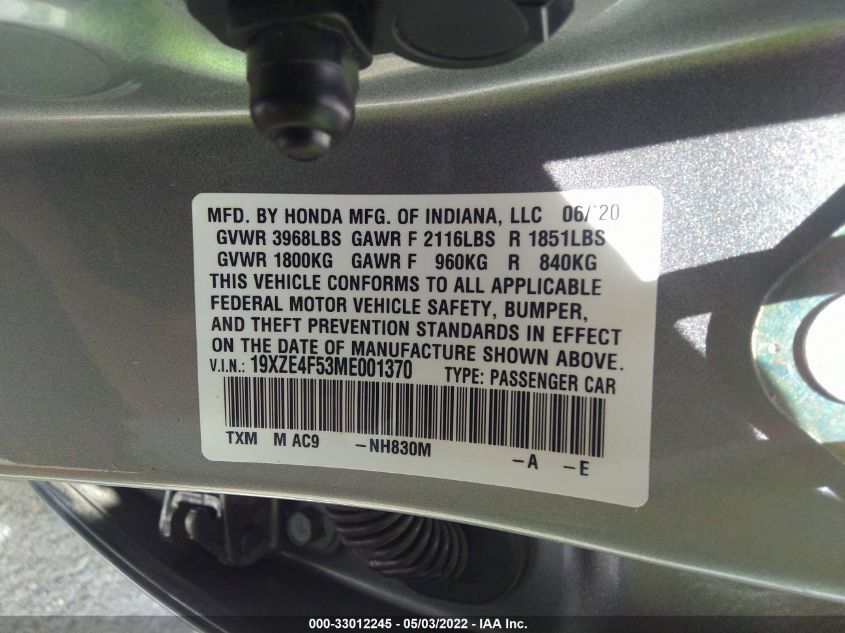 MFD. BY HONDA MFG. OF INDIANA, LLC 06/'20
GVWR 3968LBS GAWR F 2116LBS R 1851LBS
GVWR 1800KG GAWR F 960KG R 840KG
THIS VEHICLE CONFORMS TO ALL APPLICABLE
FEDERAL MOTOR VEHICLE SAFETY, BUMPER,
AND THEFT PREVENTION STANDARDS IN EFFECT
ON THE DATE OF MANUFACTURE SHOWN ABOVE.
V.I.N.: 19XZE4F53ME001370 TYPE: PASSENGER CAR
TXM M AC9 -NH830M -A -E
000-33012245 - 05/03/2022 - IAA Inc.